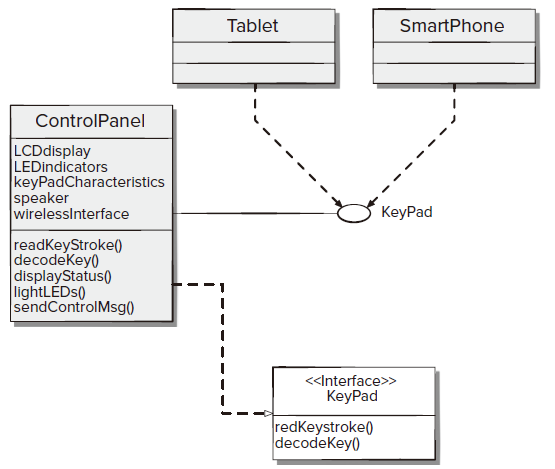 Tablet
SmartPhone
ControlPanel
LCDdisplay
LEDindicators
keyPadCharacteristics
speaker
wirelessInterface
KeyPad
readKeyStroke()
decodeKey()
displayStatus()
lightLEDs()
sendControlMsg()
<<Interface>>
KeyPad
redKeystroke()
decodeKey()